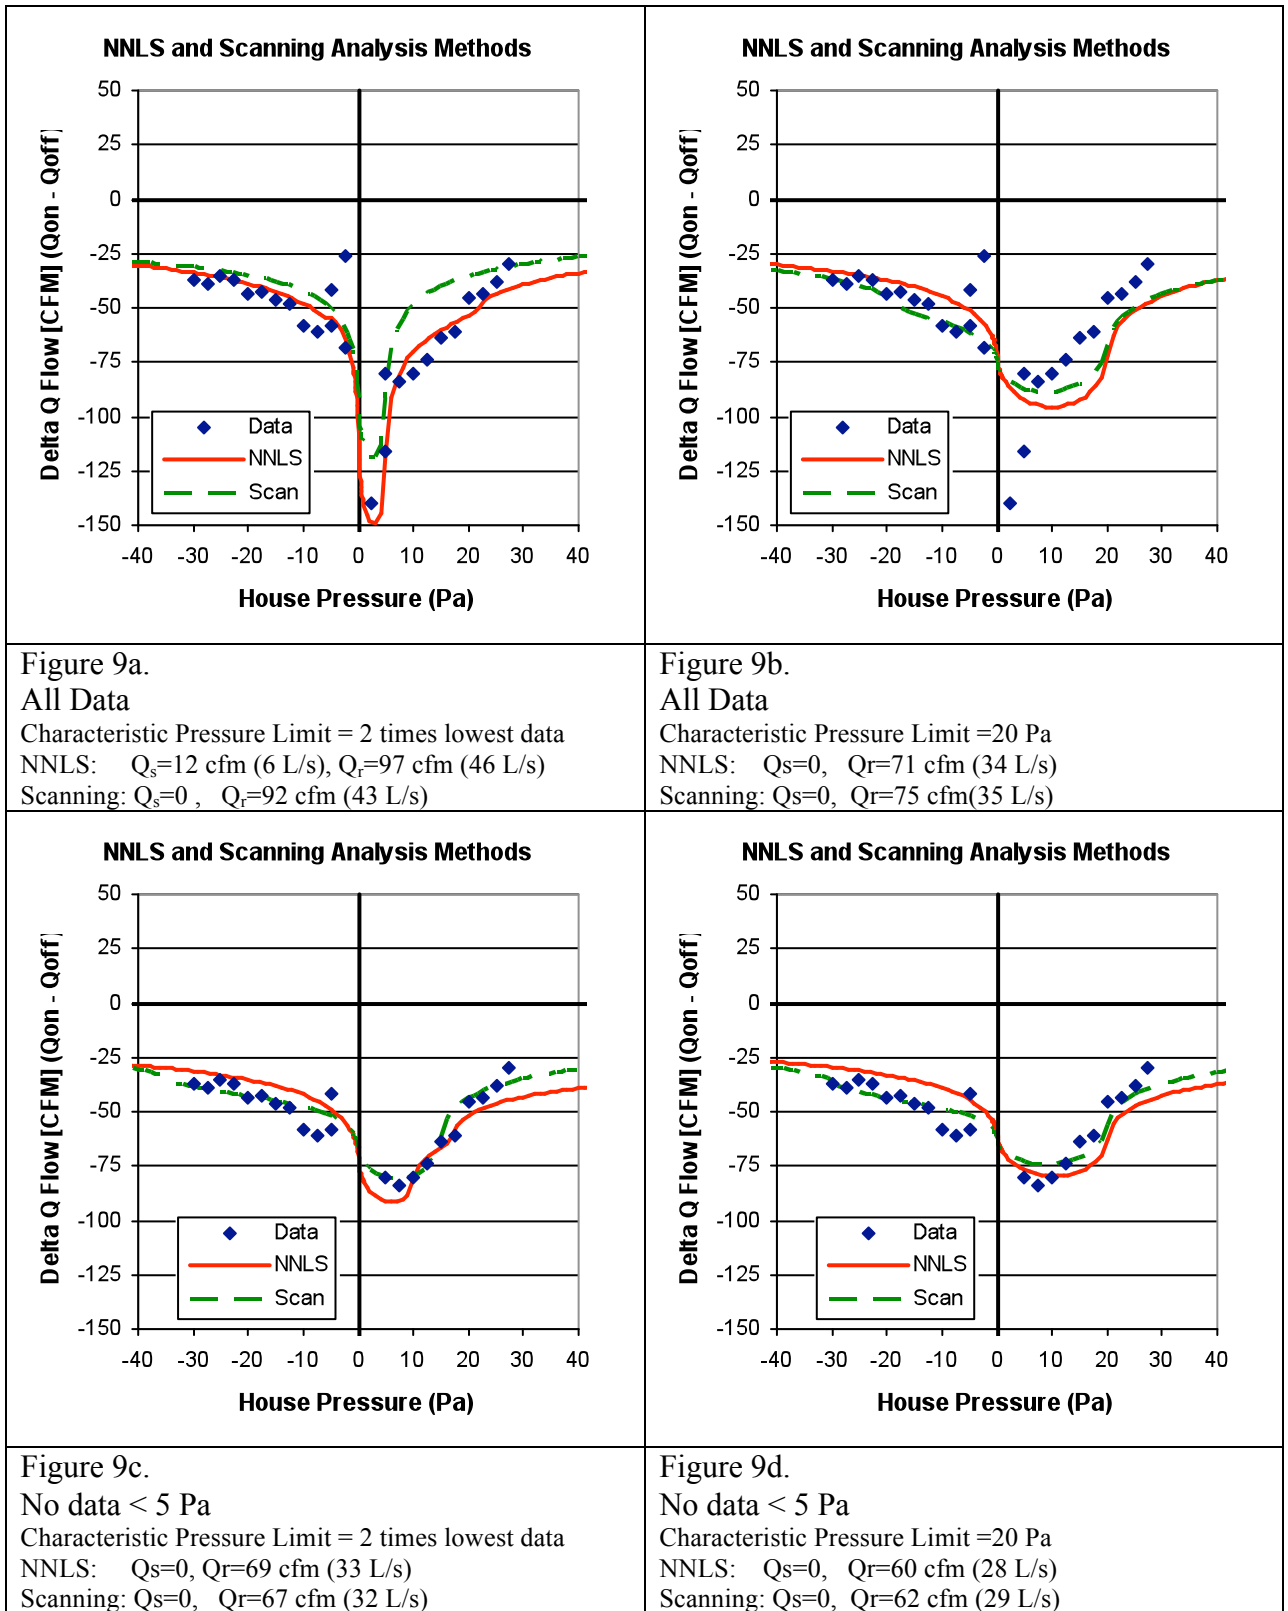 NNLS and Scanning Analysis Methods
Delta Q Flow [CFM] (Qon - Qoff]
50
25
0
-25
-50
-75
-100
-125
-150
Data
NNLS
Scan
-40 -30 -20 -10 0 10 20 30 40
House Pressure (Pa)
Figure 9a.
All Data
Characteristic Pressure Limit = 2 times lowest data
NNLS: Qs=12 cfm (6 L/s), Qr=97 cfm (46 L/s)
Scanning: Qs=0 , Qr=92 cfm (43 L/s)
NNLS and Scanning Analysis Methods
Delta Q Flow [CFM] (Qon - Qoff]
50
25
0
-25
-50
-75
-100
-125
-150
Data
NNLS
Scan
-40 -30 -20 -10 0 10 20 30 40
House Pressure (Pa)
Figure 9b.
All Data
Characteristic Pressure Limit =20 Pa
NNLS: Qs=0, Qr=71 cfm (34 L/s)
Scanning: Qs=0, Qr=75 cfm(35 L/s)
NNLS and Scanning Analysis Methods
Delta Q Flow [CFM] (Qon - Qoff]
50
25
0
-25
-50
-75
-100
-125
-150
Data
NNLS
Scan
-40 -30 -20 -10 0 10 20 30 40
House Pressure (Pa)
Figure 9c.
No data < 5 Pa
Characteristic Pressure Limit = 2 times lowest data
NNLS: Qs=0, Qr=69 cfm (33 L/s)
Scanning: Qs=0, Qr=67 cfm (32 L/s)
NNLS and Scanning Analysis Methods
Delta Q Flow [CFM] (Qon - Qoff]
50
25
0
-25
-50
-75
-100
-125
-150
Data
NNLS
Scan
-40 -30 -20 -10 0 10 20 30 40
House Pressure (Pa)
Figure 9d.
No data < 5 Pa
Characteristic Pressure Limit =20 Pa
NNLS: Qs=0, Qr=60 cfm (28 L/s)
Scanning: Qs=0, Qr=62 cfm (29 L/s)